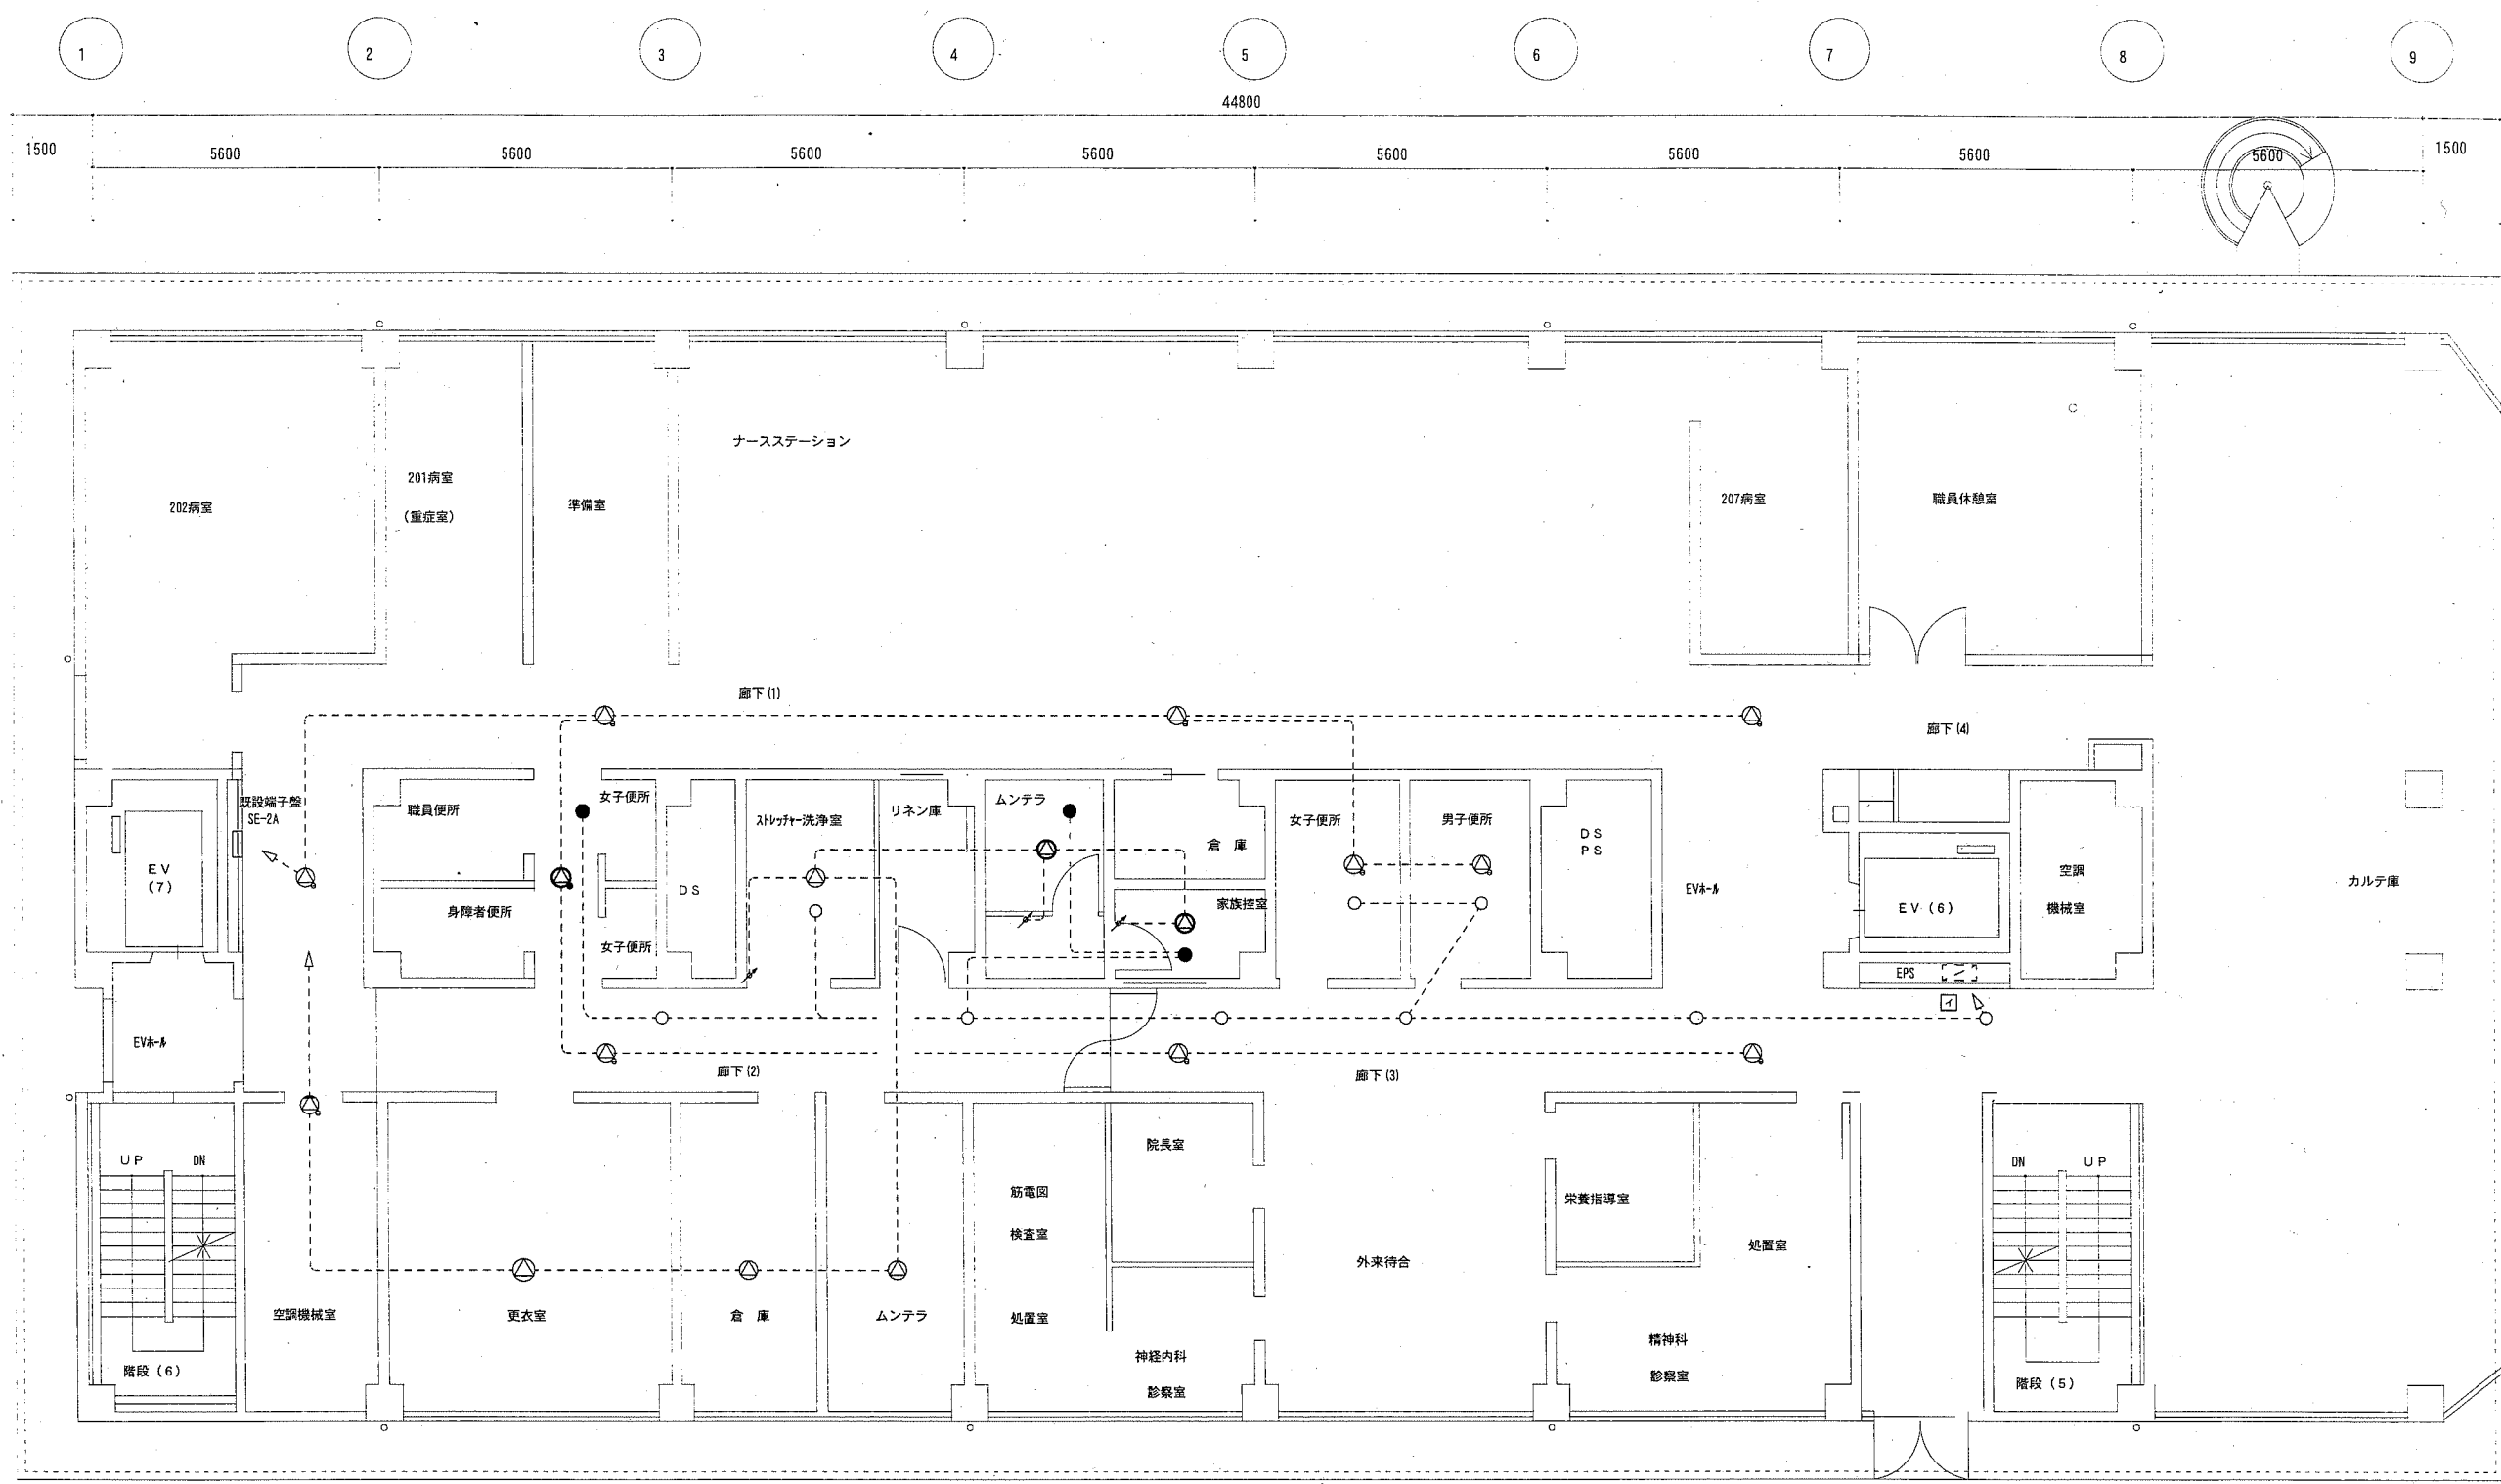 1
2
3
4
5
6
7
8
9
44800
1500
5600
5600
5600
5600
5600
5600
5600
5600
1500
ナースステーション
202病室
201病室
(重症室)
準備室
207病室
職員休憩室
廊下(1)
廊下(4)
既設端子盤
SE-2A
職員便所
女子便所
ストレッチャー洗浄室
リネン庫
ムンテラ
倉 庫
女子便所
男子便所
DS
PS
EVホール
空調
機械室
カルテ庫
EV
(7)
身障者便所
DS
家族控室
EV (6)
女子便所
EPS
イ
EVホール
廊下(2)
廊下(3)
UP
DN
院長室
筋電図
検査室
処置室
栄養指導室
処置室
外来待合
DN
UP
空調機械室
更衣室
倉 庫
ムンテラ
神経内科
診察室
精神科
診察室
階段(6)
階段(5)